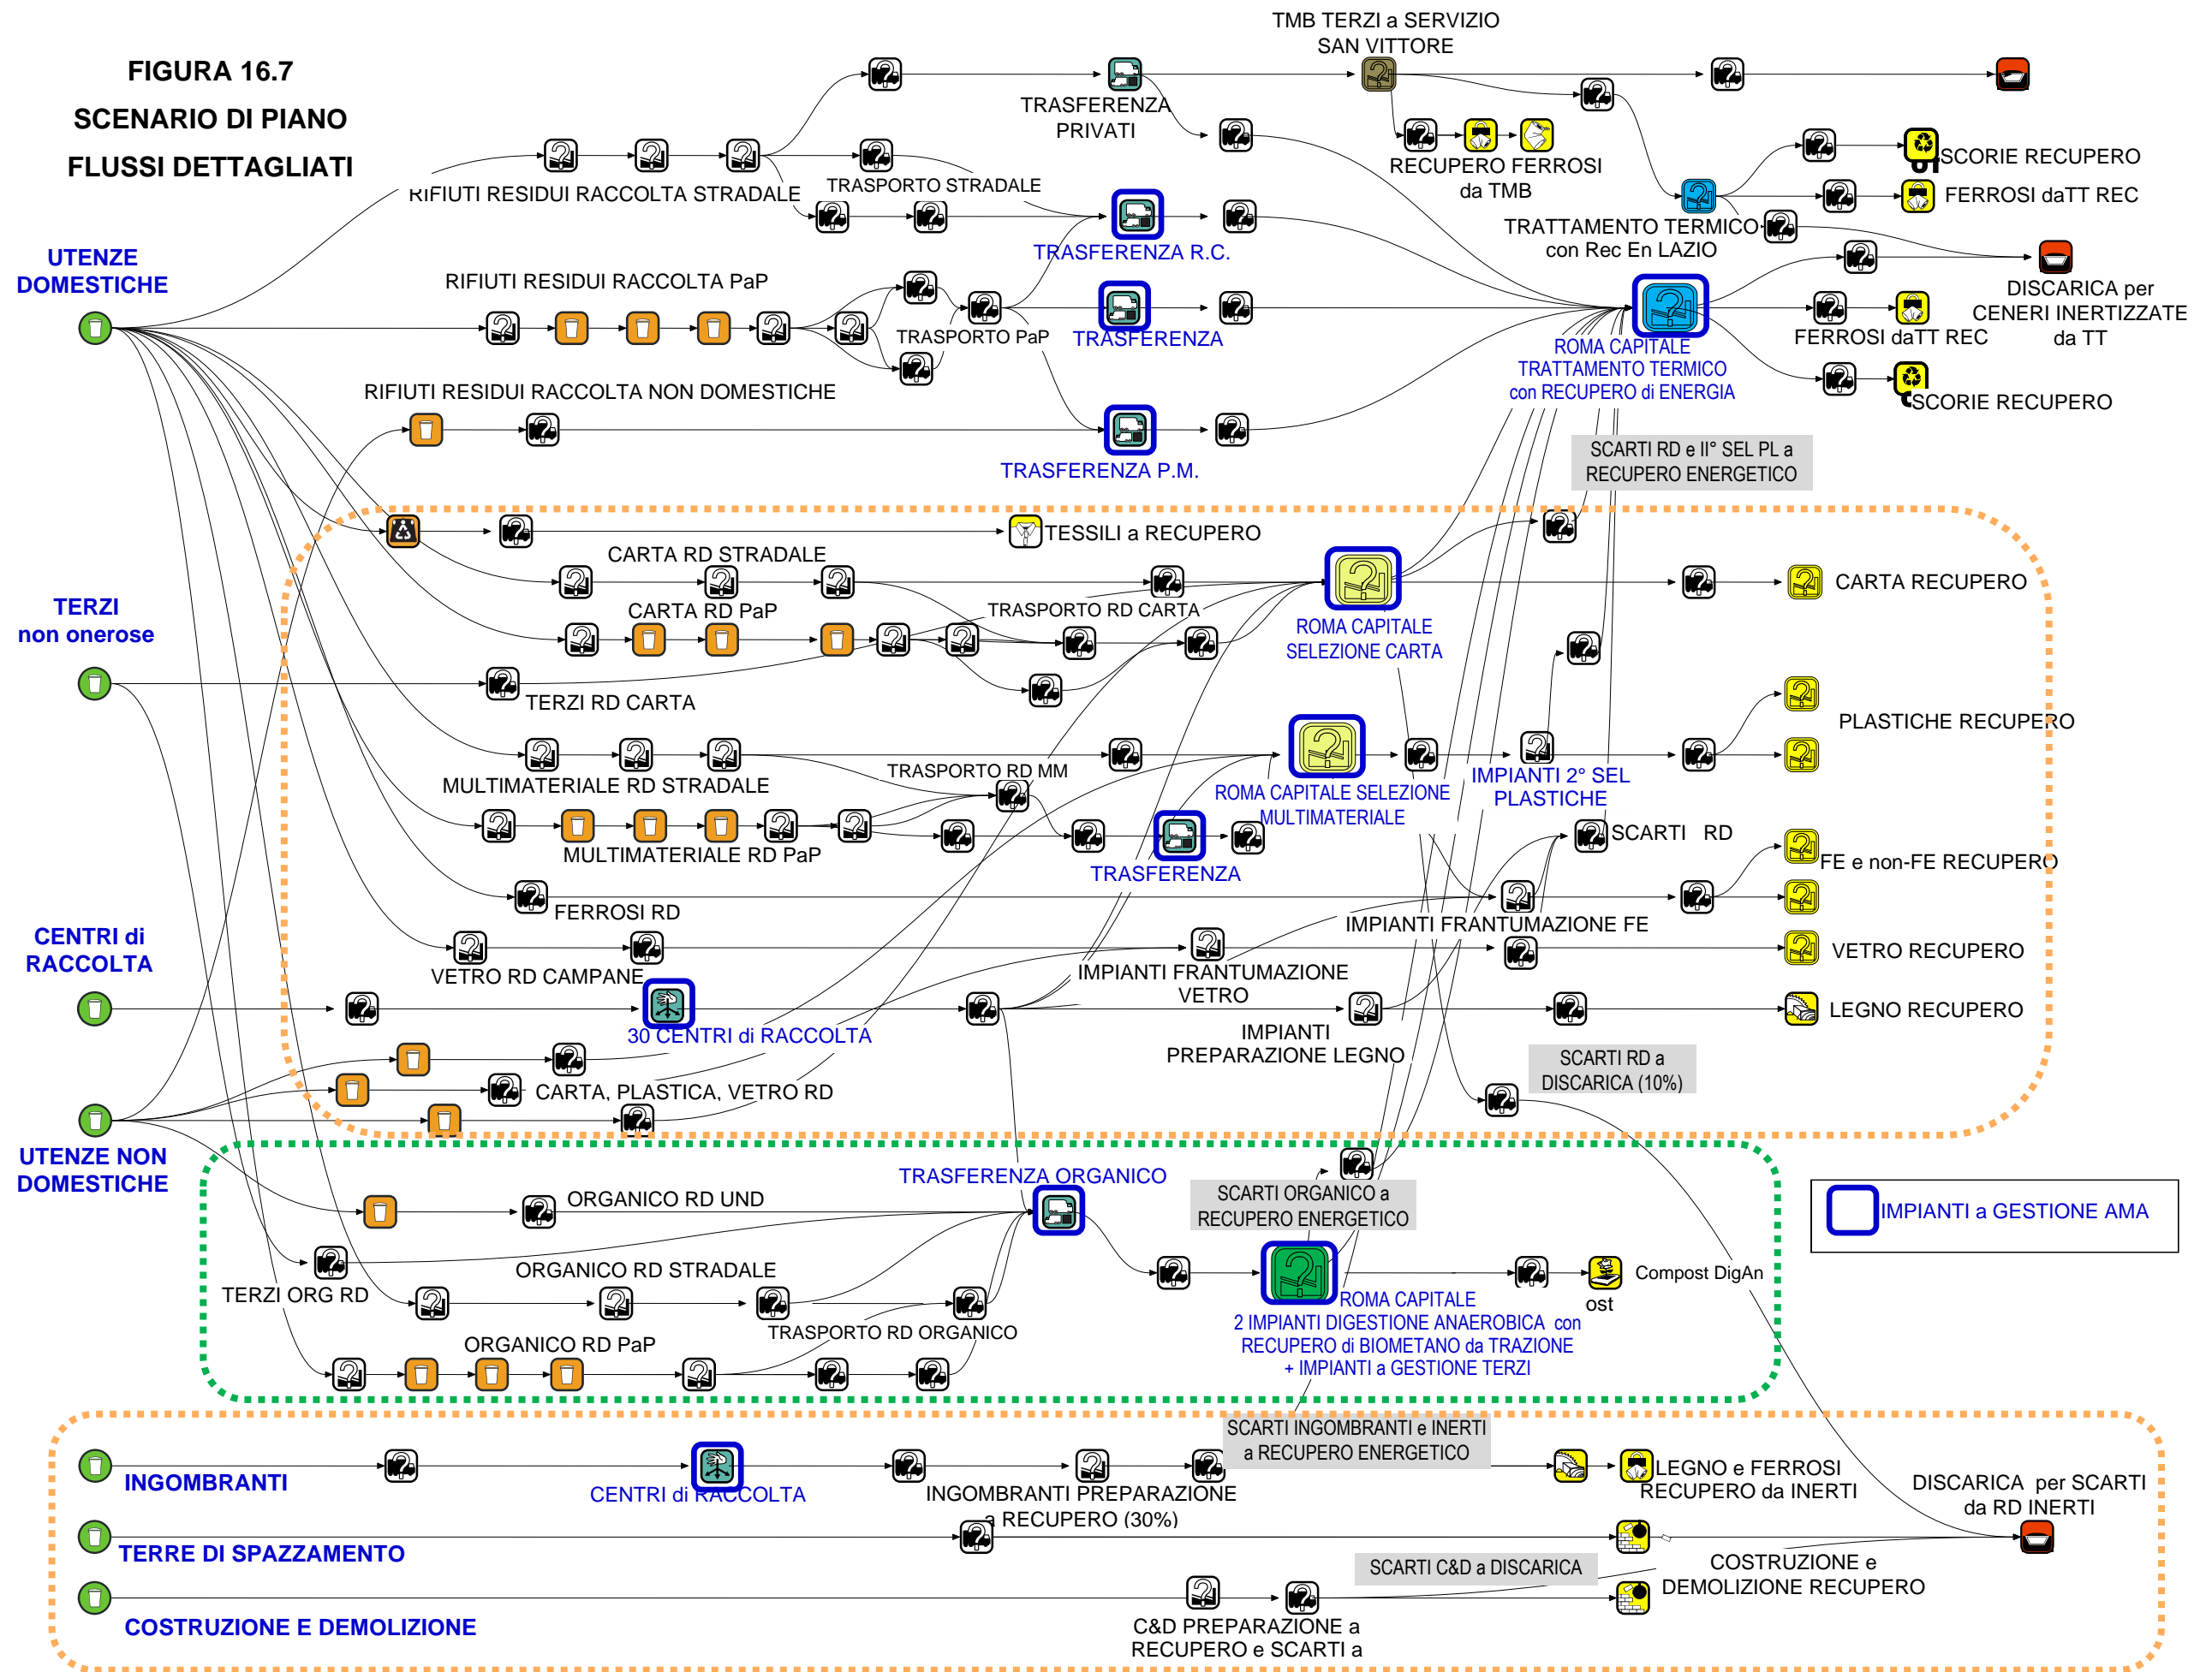 FIGURA 16.7
SCENARIO DI PIANO
FLUSSI DETTAGLIATI
TMB TERZI a SERVIZIO
SAN VITTORE
TRASFERENZA
PRIVATI
RECUPERO FERROSI
da TMB
SCORIE RECUPERO
FERROSI daTT REC
TRATTAMENTO TERMICO
con Rec En LAZIO
RIFIUTI RESIDUI RACCOLTA STRADALE
TRASPORTO STRADALE
TRASFERENZA R.C.
UTENZE
DOMESTICHE
RIFIUTI RESIDUI RACCOLTA PaP
TRASPORTO PaP
TRASFERENZA
DISCARICA per
CENERI INERTIZZATE
da TT
FERROSI daTT REC
ROMA CAPITALE
TRATTAMENTO TERMICO
con RECUPERO di ENERGIA
SCORIE RECUPERO
RIFIUTI RESIDUI RACCOLTA NON DOMESTICHE
TRASFERENZA P.M.
SCARTI RD e II° SEL PL a
RECUPERO ENERGETICO
TESSILI a RECUPERO
CARTA RD STRADALE
CARTA RECUPERO
TERZI
non onerose
CARTA RD PaP
TRASPORTO RD CARTA
ROMA CAPITALE
SELEZIONE CARTA
TERZI RD CARTA
PLASTICHE RECUPERO
MULTIMATERIALE RD STRADALE
TRASPORTO RD MM
ROMA CAPITALE SELEZIONE
MULTIMATERIALE
IMPIANTI 2° SEL
PLASTICHE
MULTIMATERIALE RD PaP
TRASFERENZA
SCARTI RD
FE e non-FE RECUPERO
FERROSI RD
IMPIANTI FRANTUMAZIONE FE
CENTRI di
RACCOLTA
VETRO RD CAMPANE
IMPIANTI FRANTUMAZIONE
VETRO
VETRO RECUPERO
30 CENTRI di RACCOLTA
IMPIANTI
PREPARAZIONE LEGNO
LEGNO RECUPERO
SCARTI RD a
DISCARICA (10%)
CARTA, PLASTICA, VETRO RD
UTENZE NON
DOMESTICHE
TRASFERENZA ORGANICO
ORGANICO RD UND
SCARTI ORGANICO a
RECUPERO ENERGETICO
IMPIANTI a GESTIONE AMA
TERZI ORG RD
ORGANICO RD STRADALE
Compost DigAn
ost
TRASPORTO RD ORGANICO
ROMA CAPITALE
2 IMPIANTI DIGESTIONE ANAEROBICA con
RECUPERO di BIOMETANO da TRAZIONE
+ IMPIANTI a GESTIONE TERZI
ORGANICO RD PaP
SCARTI INGOMBRANTI e INERTI
a RECUPERO ENERGETICO
INGOMBRANTI
CENTRI di RACCOLTA
INGOMBRANTI PREPARAZIONE
a RECUPERO (30%)
LEGNO e FERROSI
RECUPERO da INERTI
DISCARICA per SCARTI
da RD INERTI
TERRE DI SPAZZAMENTO
SCARTI C&D a DISCARICA
COSTRUZIONE e
DEMOLIZIONE RECUPERO
COSTRUZIONE E DEMOLIZIONE
C&D PREPARAZIONE a
RECUPERO e SCARTI a